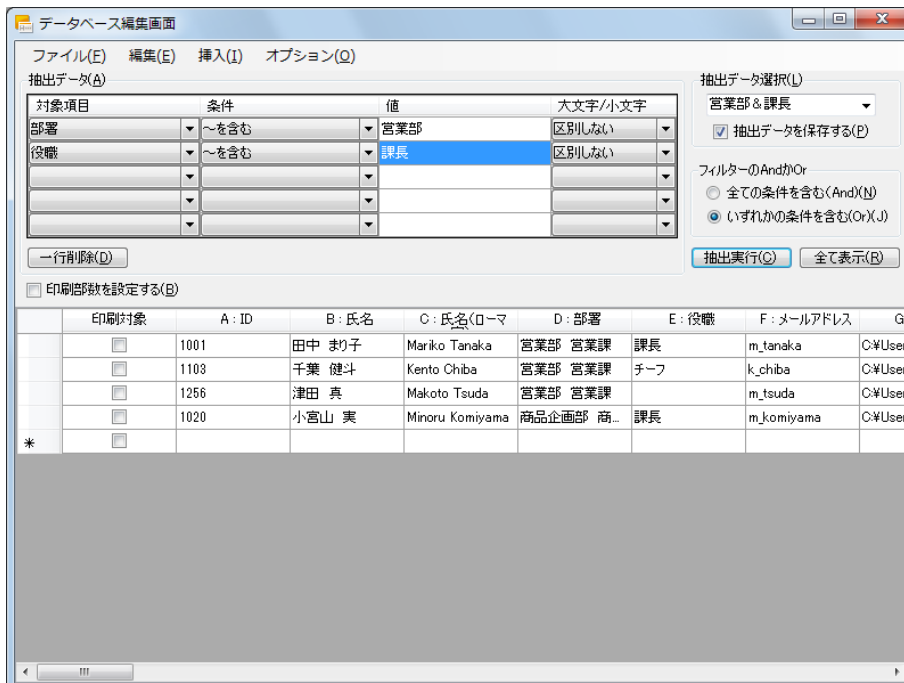 データベース編集画面
ファイル(F) 編集(E) 挿入(I) オプション(O)
抽出データ(A)
対象項目 条件 値 大文字/小文字
部署 ～を含む 営業部 区別しない
役職 ～を含む 課長 区別しない
一行削除(D)
抽出データ選択(L)
営業部＆課長
抽出データを保存する(P)
フィルターのAndかOr
全ての条件を含む(And)(N)
いずれかの条件を含む(Or)(J)
抽出実行(C) 全て表示(R)
印刷部数を設定する(B)
印刷対象 A：ID B：氏名 C：氏名(ローマ D：部署 E：役職 F：メールアドレス G
1001 田中 まり子 Mariko Tanaka 営業部 営業課 課長 m_tanaka C:¥User
1103 千葉 健斗 Kento Chiba 営業部 営業課 チーフ k_chiba C:¥User
1256 津田 真 Makoto Tsuda 営業部 営業課 m_tsuda C:¥User
1020 小宮山 実 Minoru Komiyama 商品企画部 商... 課長 m_komiyama C:¥User